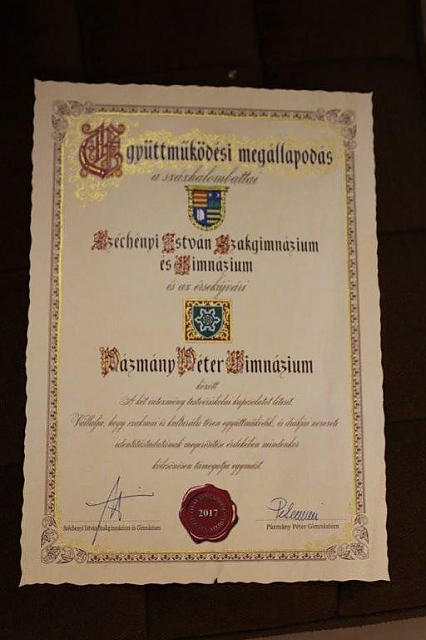 Együttműködési megállapodás
a százhalombattai
Széchenyi István Szakgimnázium
és Gimnázium
és az érsekújvári
Pázmány Péter Gimnázium
között
A két intézmény testvériskolai kapcsolatot létesít.
Vállalja, hogy szakmai és kulturális téren együttműködik, és diákjai nemzeti
identitástudatának megerősítése érdekében mindenkor
kölcsönösen támogatja egymást.
2017
Széchenyi István Szakgimnázium és Gimnázium
Pázmány Péter Gimnázium